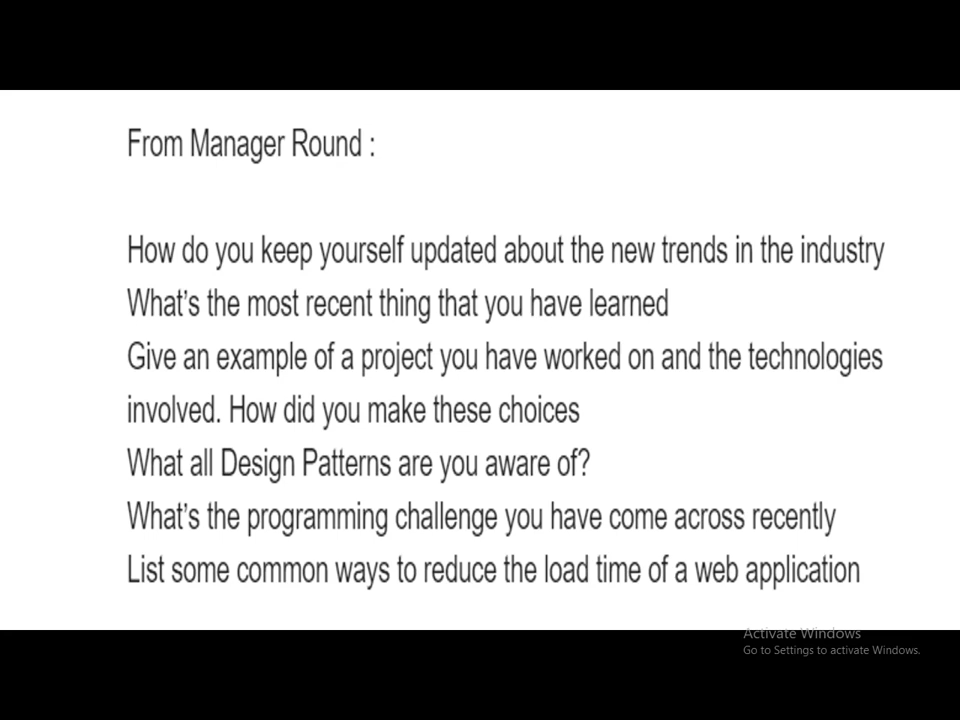 From Manager Round :
How do you keep yourself updated about the new trends in the industry
What's the most recent thing that you have learned
Give an example of a project you have worked on and the technologies
involved. How did you make these choices
What all Design Patterns are you aware of?
What's the programming challenge you have come across recently
List some common ways to reduce the load time of a web application
Activate Windows
Go to Settings to activate Windows.